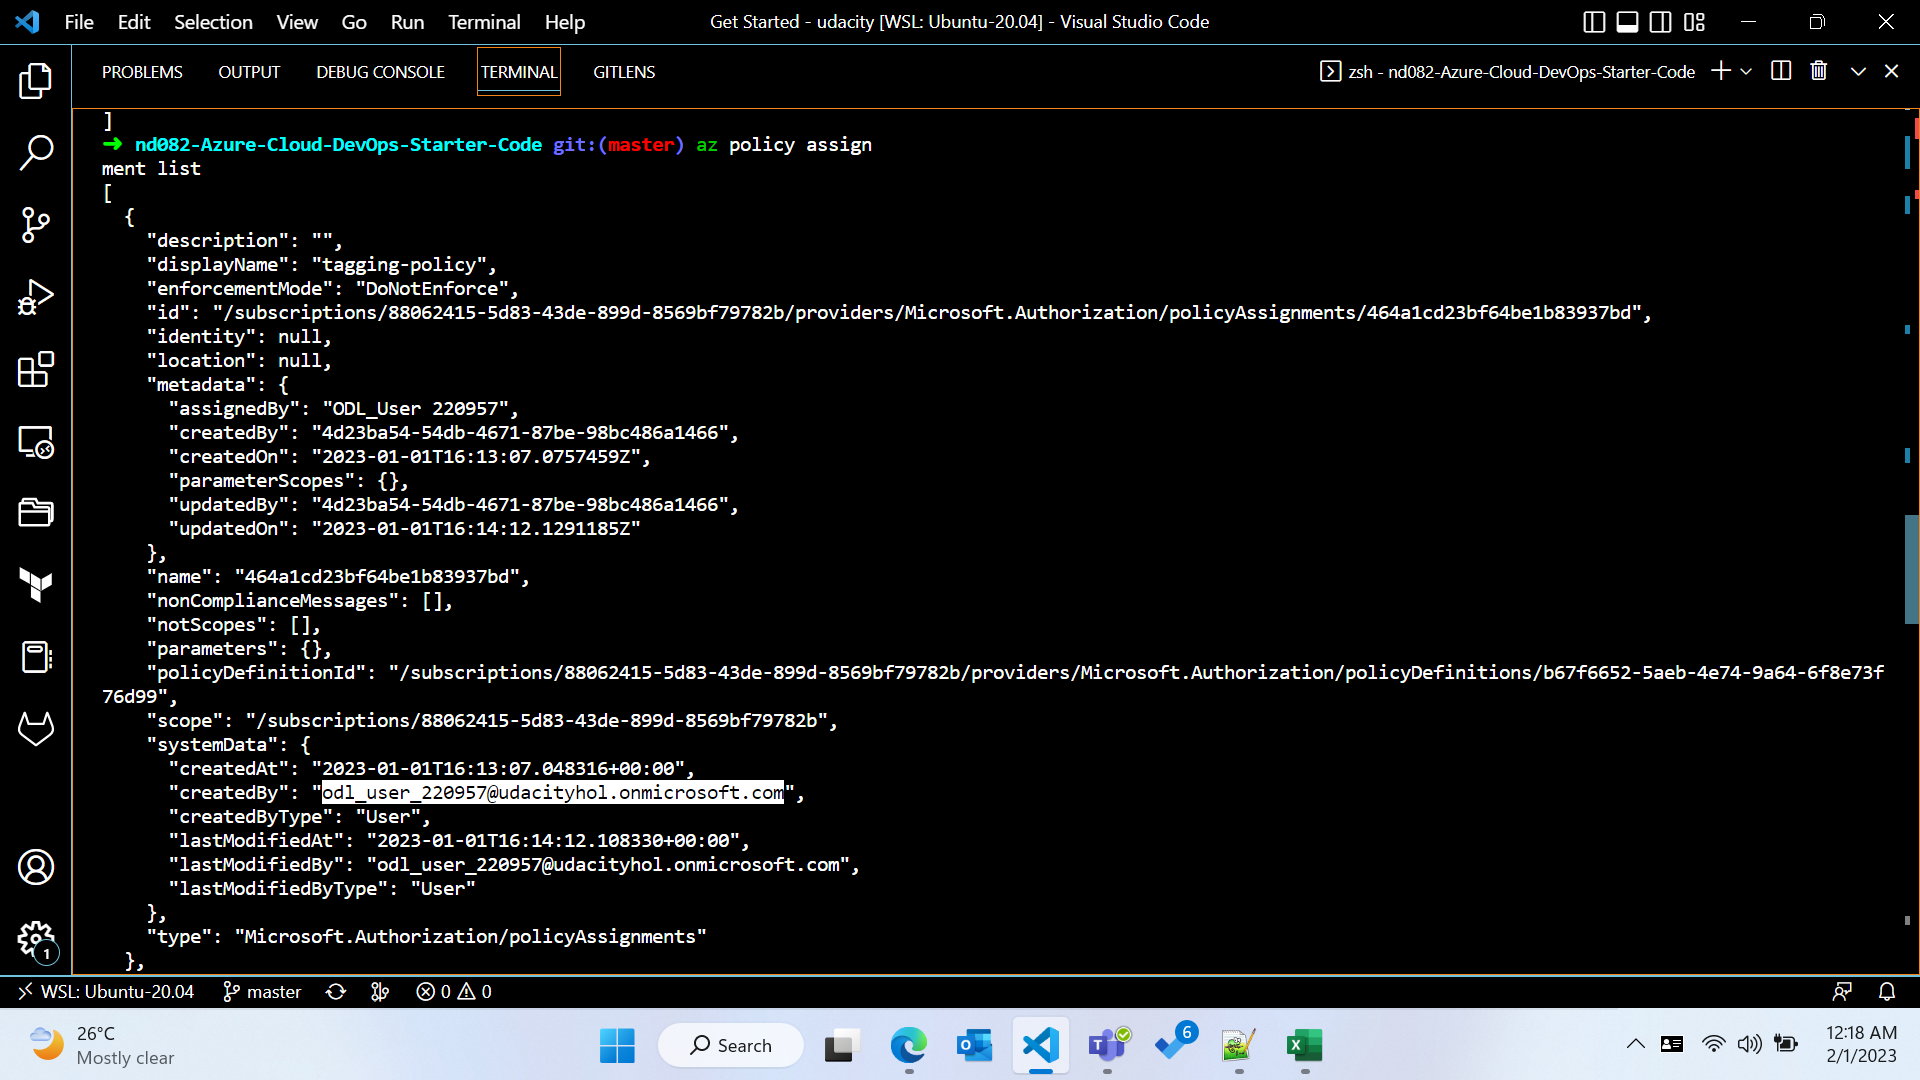 File Edit Selection View Go Run Terminal Help
Get Started - udacity [WSL: Ubuntu-20.04] - Visual Studio Code
PROBLEMS OUTPUT DEBUG CONSOLE TERMINAL GITLENS
zsh - nd082-Azure-Cloud-DevOps-Starter-Code
]
➜ nd082-Azure-Cloud-DevOps-Starter-Code git:(master) az policy assign
ment list
[
  {
    "description": "",
    "displayName": "tagging-policy",
    "enforcementMode": "DoNotEnforce",
    "id": "/subscriptions/88062415-5d83-43de-899d-8569bf79782b/providers/Microsoft.Authorization/policyAssignments/464a1cd23bf64be1b83937bd",
    "identity": null,
    "location": null,
    "metadata": {
      "assignedBy": "ODL_User 220957",
      "createdBy": "4d23ba54-54db-4671-87be-98bc486a1466",
      "createdOn": "2023-01-01T16:13:07.0757459Z",
      "parameterScopes": {},
      "updatedBy": "4d23ba54-54db-4671-87be-98bc486a1466",
      "updatedOn": "2023-01-01T16:14:12.1291185Z"
    },
    "name": "464a1cd23bf64be1b83937bd",
    "nonComplianceMessages": [],
    "notScopes": [],
    "parameters": {},
    "policyDefinitionId": "/subscriptions/88062415-5d83-43de-899d-8569bf79782b/providers/Microsoft.Authorization/policyDefinitions/b67f6652-5aeb-4e74-9a64-6f8e73f
76d99",
    "scope": "/subscriptions/88062415-5d83-43de-899d-8569bf79782b",
    "systemData": {
      "createdAt": "2023-01-01T16:13:07.048316+00:00",
      "createdBy": "odl_user_220957@udacityhol.onmicrosoft.com",
      "createdByType": "User",
      "lastModifiedAt": "2023-01-01T16:14:12.108330+00:00",
      "lastModifiedBy": "odl_user_220957@udacityhol.onmicrosoft.com",
      "lastModifiedByType": "User"
    },
    "type": "Microsoft.Authorization/policyAssignments"
  },
1
WSL: Ubuntu-20.04 master 0 0
26°C
Mostly clear
Search
6
12:18 AM
2/1/2023